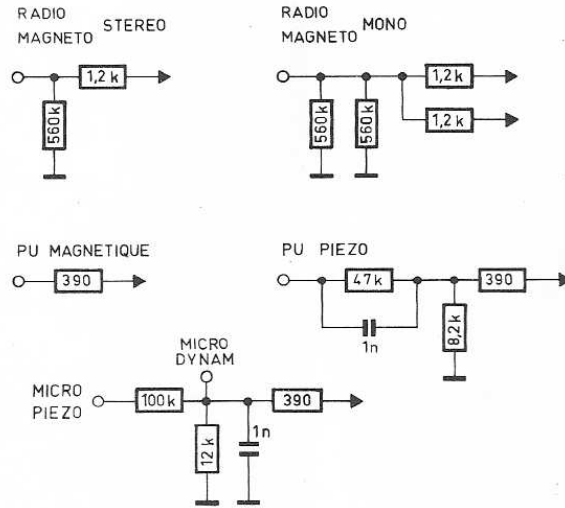 RADIO
MAGNETO STEREO
1,2 k
560k
RADIO
MAGNETO MONO
1,2 k
560k
560k
1,2 k
PU MAGNETIQUE
390
PU PIEZO
47k
390
1n
8,2k
MICRO
DYNAM
MICRO
PIEZO
100k
390
12 k
1n